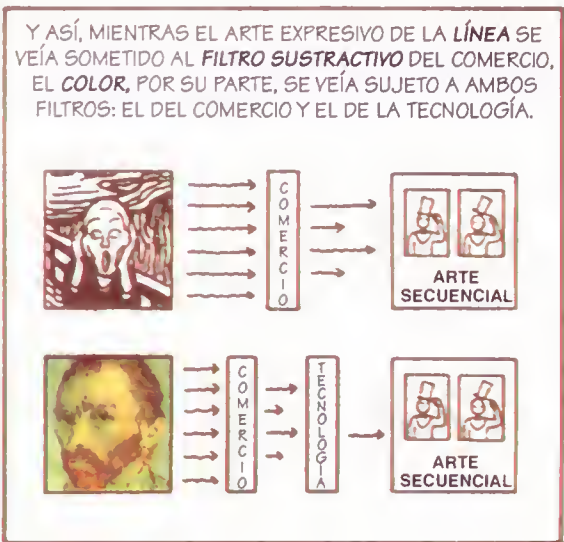 Y ASÍ, MIENTRAS EL ARTE EXPRESIVO DE LA LÍNEA SE
VEÍA SOMETIDO AL FILTRO SUSTRACTIVO DEL COMERCIO,
EL COLOR, POR SU PARTE, SE VEÍA SUJETO A AMBOS
FILTROS: EL DEL COMERCIO Y EL DE LA TECNOLOGÍA.
COMERCIO
ARTE
SECUENCIAL
COMERCIO
TECNOLOGÍA
ARTE
SECUENCIAL